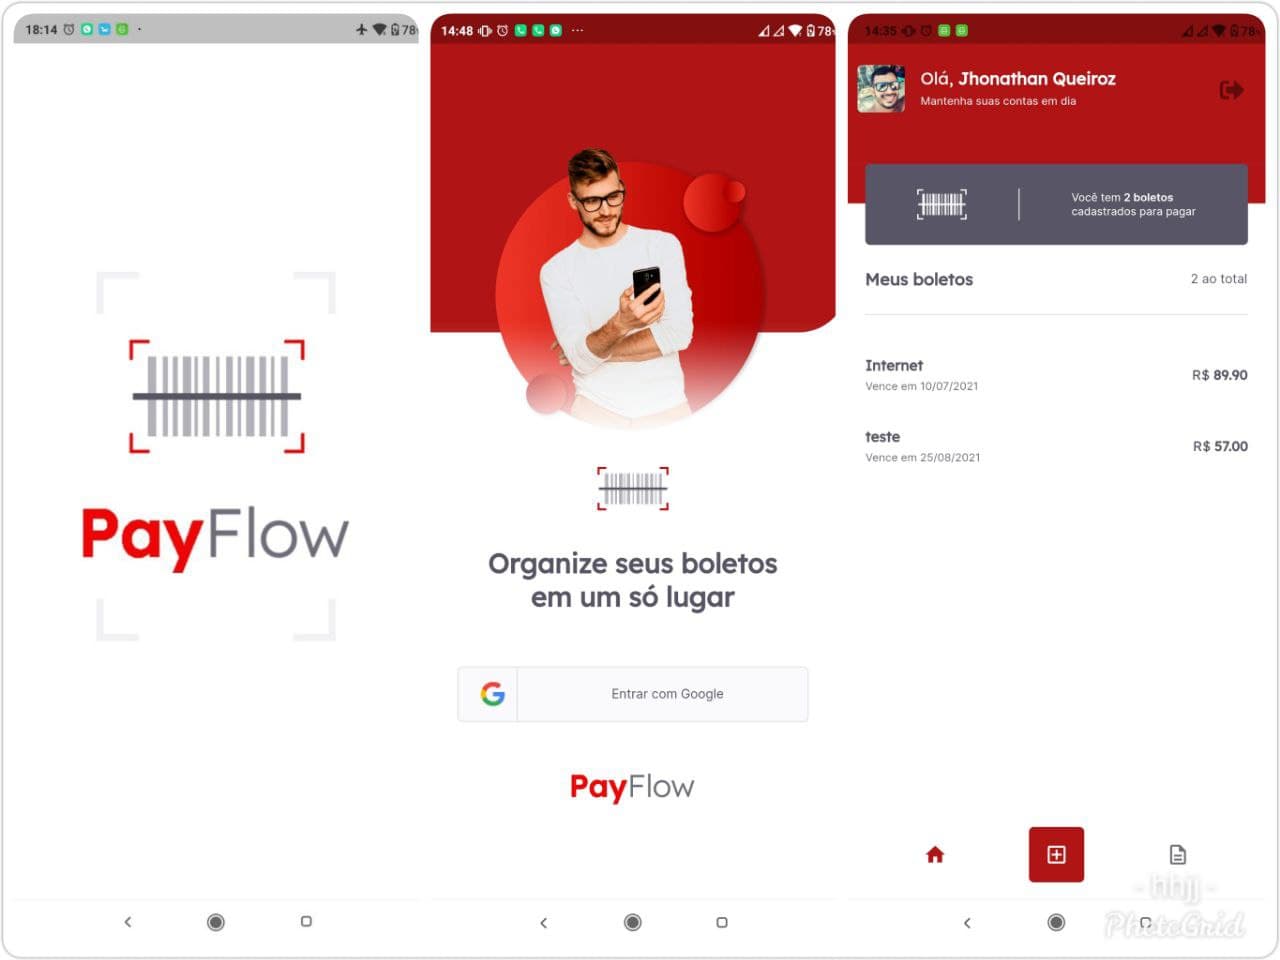 18:14
78
PayFlow
14:48
78
Organize seus boletos
em um só lugar
Entrar com Google
PayFlow
14:35
78
Olá, Jhonathan Queiroz
Mantenha suas contas em dia
Você tem 2 boletos
cadastrados para pagar
Meus boletos
2 ao total
Internet
R$ 89.90
Vence em 10/07/2021
teste
R$ 57.00
Vence em 25/08/2021
- hhjj -
PhotoGrid